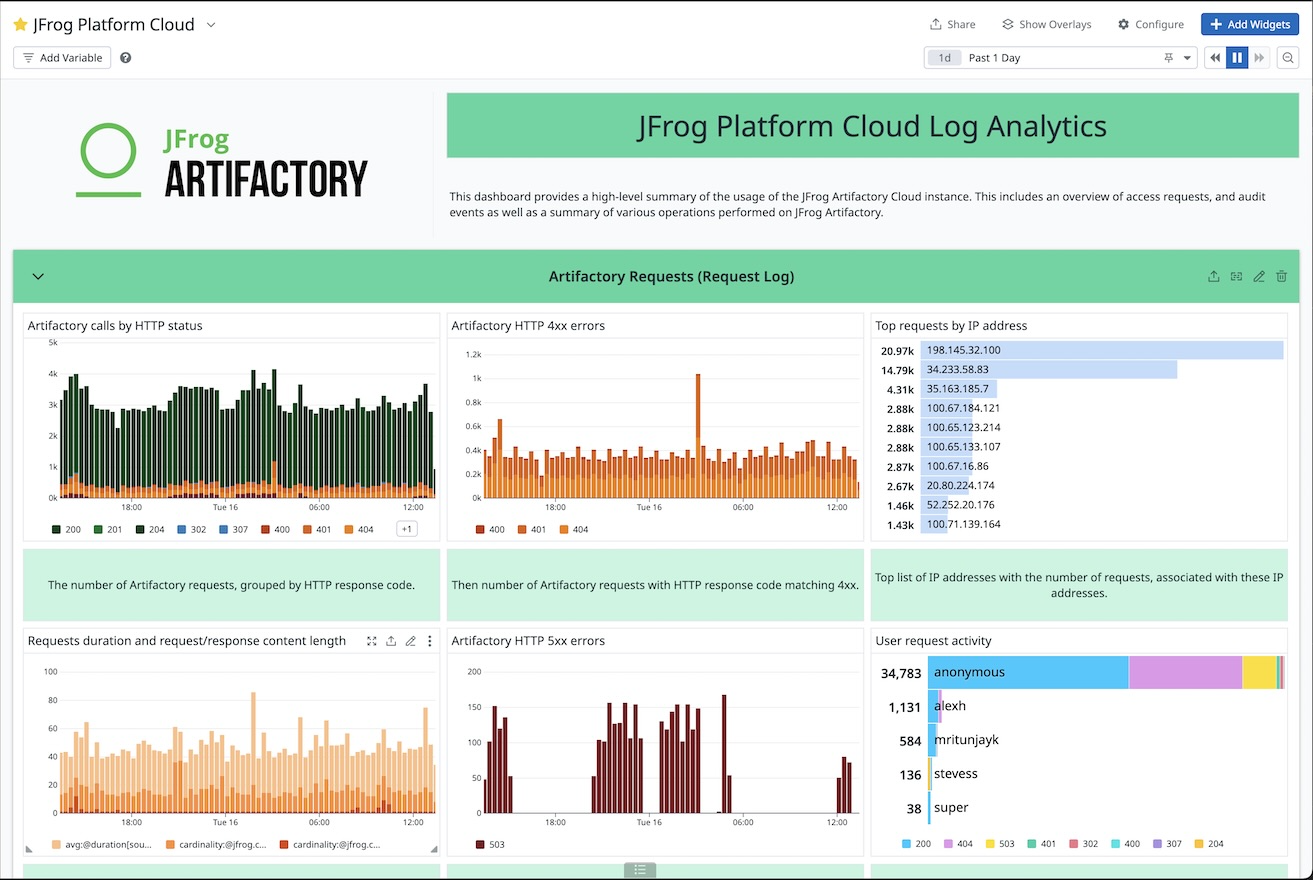 JFrog Platform Cloud
Share
Show Overlays
Configure
+ Add Widgets
Add Variable
?
1d Past 1 Day
JFrog
ARTIFACTORY
JFrog Platform Cloud Log Analytics
This dashboard provides a high-level summary of the usage of the JFrog Artifactory Cloud instance. This includes an overview of access requests, and audit
events as well as a summary of various operations performed on JFrog Artifactory.
Artifactory Requests (Request Log)
Artifactory calls by HTTP status
5k
4k
3k
2k
1k
0k
18:00 Tue 16 06:00 12:00
200 201 204 302 307 400 401 404 +1
Artifactory HTTP 4xx errors
1.2k
1k
0.8k
0.6k
0.4k
0.2k
0k
18:00 Tue 16 06:00 12:00
400 401 404
Top requests by IP address
20.97k 198.145.32.100
14.79k 34.233.58.83
4.31k 35.163.185.7
2.88k 100.67.184.121
2.88k 100.65.123.214
2.88k 100.65.133.107
2.87k 100.67.16.86
2.67k 20.80.224.174
1.46k 52.252.20.176
1.43k 100.71.139.164
The number of Artifactory requests, grouped by HTTP response code.
Then number of Artifactory requests with HTTP response code matching 4xx.
Top list of IP addresses with the number of requests, associated with these IP
addresses.
Requests duration and request/response content length
100
80
60
40
20
0
18:00 Tue 16 06:00 12:00
avg:@duration[sou... cardinality:@jfrog.c... cardinality:@jfrog.c...
Artifactory HTTP 5xx errors
200
150
100
50
0
18:00 Tue 16 06:00 12:00
503
User request activity
34,783 anonymous
1,131 alexh
584 mritunjayk
136 stevess
38 super
200 404 503 401 302 400 307 204